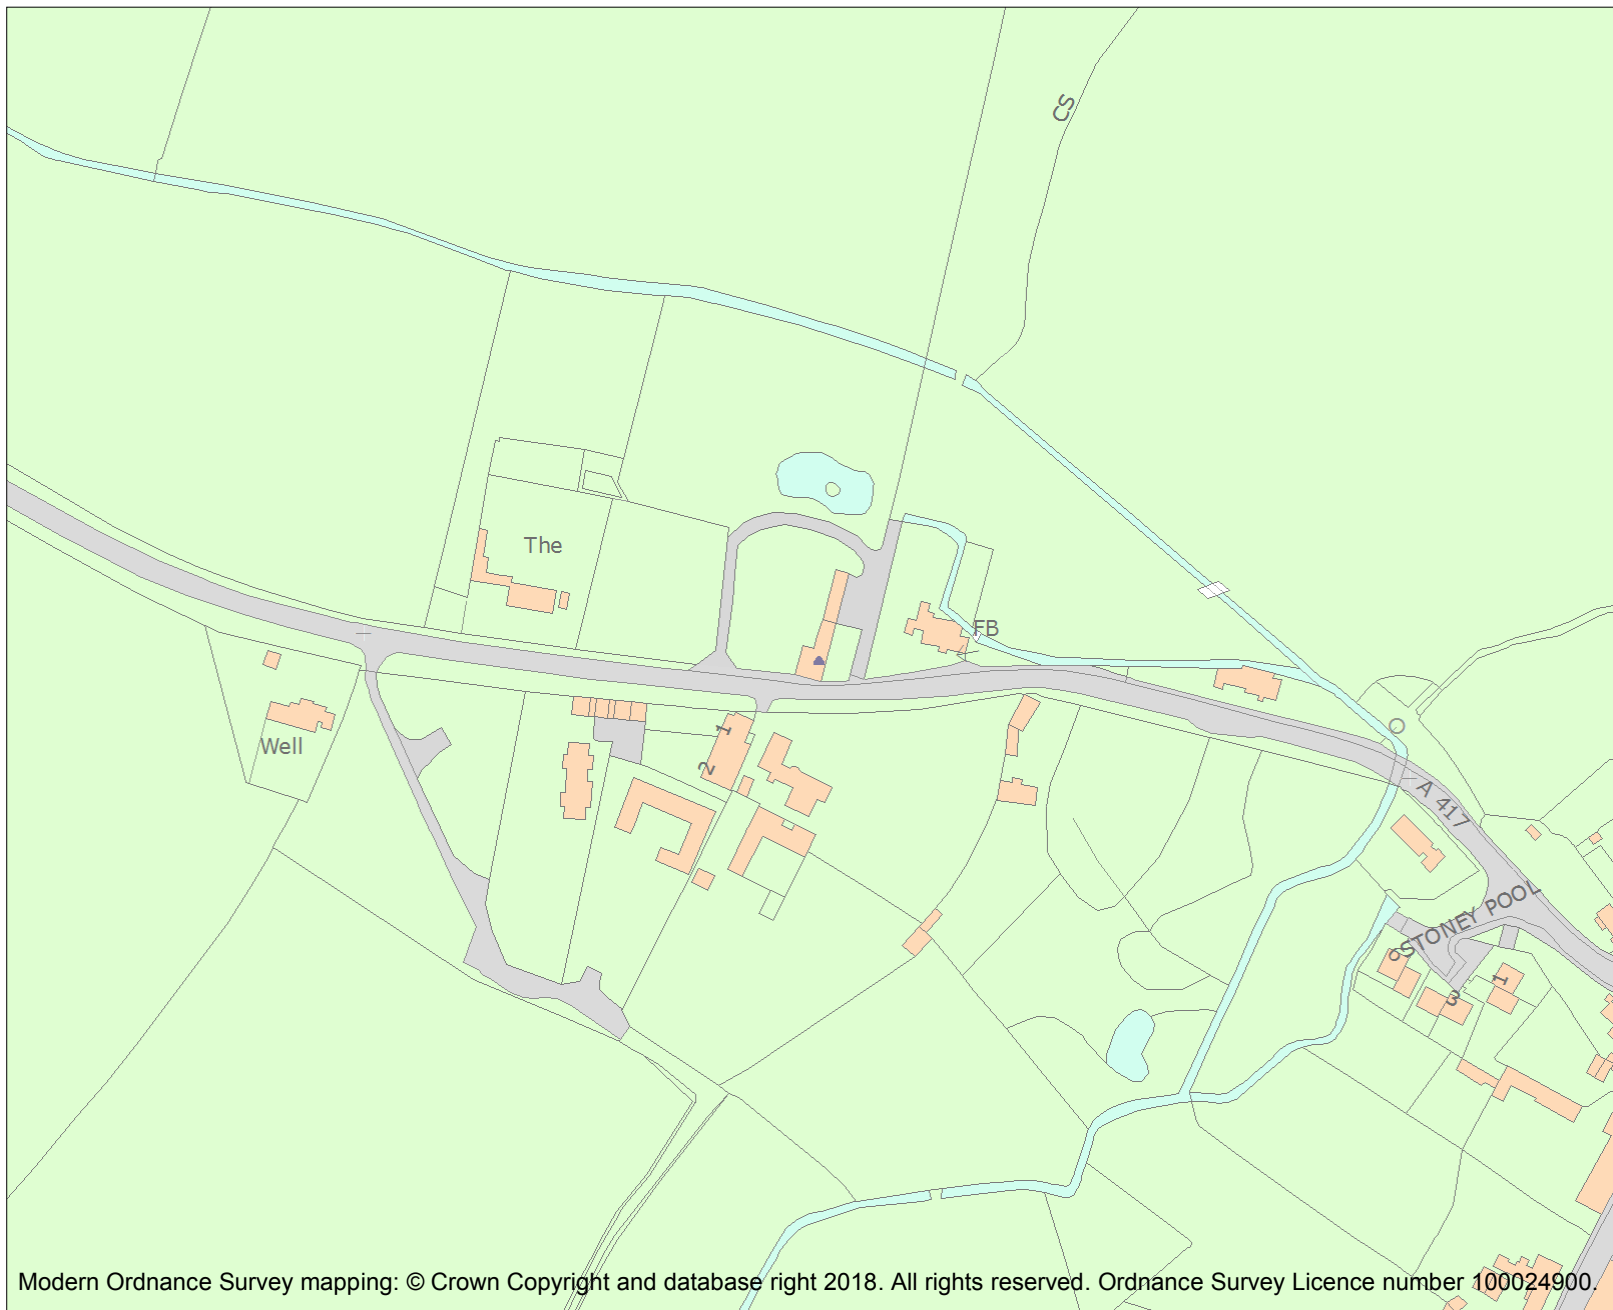 CS
The
FB
Well
1
2
A 417
STONEY POOL
6
3
1
Modern Ordnance Survey mapping: © Crown Copyright and database right 2018. All rights reserved. Ordnance Survey Licence number 100024900.